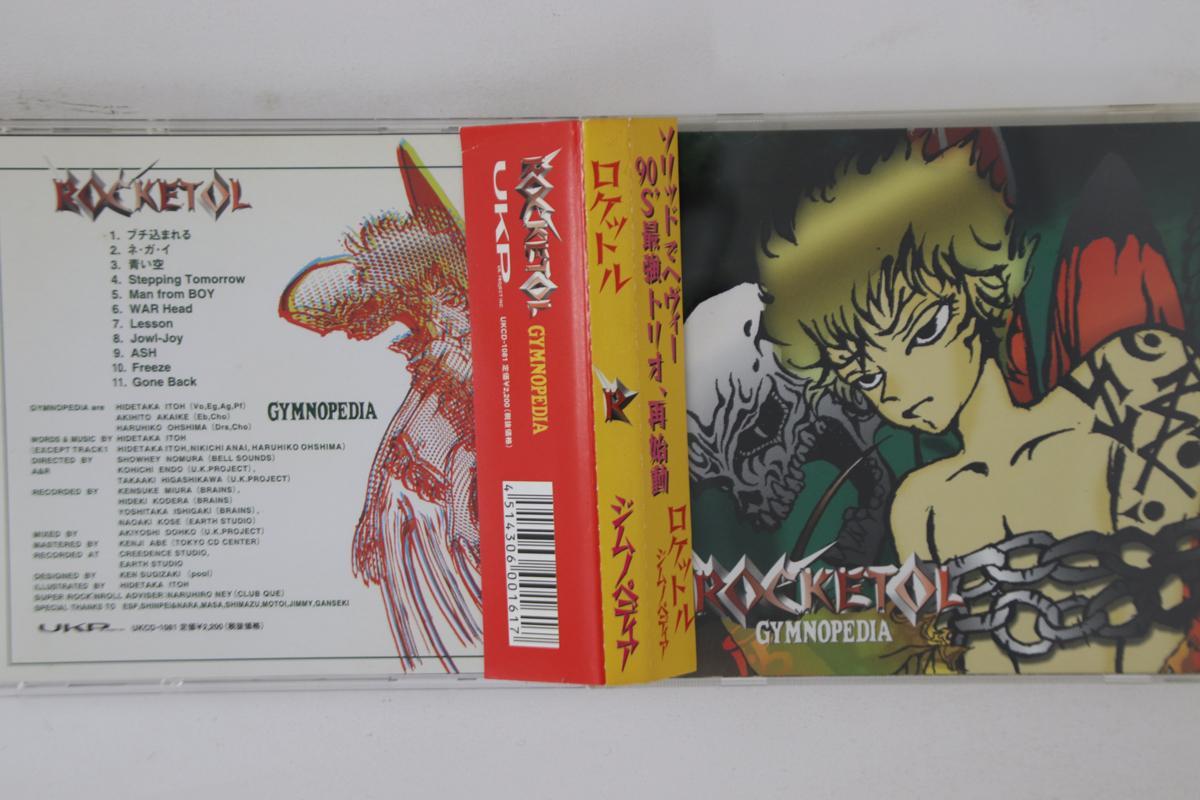 ROCKETOL
1. ブチ込まれる
2. ネ・ガ・イ
3. 青い空
4. Stepping Tomorrow
5. Man from BOY
6. WAR Head
7. Lesson
8. Jowl-Joy
9. ASH
10. Freeze
11. Gone Back
GYMNOPEDIA are HIDETAKA ITOH (Vo,Eg,Ag,Pf)
AKIHITO AKAIKE (Eb,Cho)
HARUHIKO OHSHIMA (Drs,Cho)
GYMNOPEDIA
WORDS & MUSIC BY HIDETAKA ITOH
(EXCEPT TRACK1 HIDETAKA ITOH, NIKICHI ANAI, HARUHIKO OHSHIMA)
DIRECTED BY SHOWHEY NOMURA (BELL SOUNDS)
A&R KOHICHI ENDO (U.K.PROJECT),
TAKAAKI HIGASHIKAWA (U.K.PROJECT)
RECORDED BY KENSUKE MIURA (BRAINS),
HIDEKI KODERA (BRAINS)
YOSHITAKA ISHIGAKI (BRAINS),
NAOAKI KOSE (EARTH STUDIO)
MIXED BY AKIYOSHI DOHKO (U.K.PROJECT)
MASTERED BY KENJI ABE (TOKYO CD CENTER)
RECORDED AT CREEDENCE STUDIO,
EARTH STUDIO
DESIGNED BY KEN SUGIZAKI (pool)
ILLUSTRATED BY HIDETAKA ITOH
SUPER ROCK'NROLL ADVISER:NARUHIRO NEY (CLUB QUE)
SPECIAL THANKS TO ESP,SHINPEI&NARA,MASA,SHIMAZU,MOTOI,JIMMY,GANSEKI
UKP UKCD-1081 定価¥2,200(税抜価格)
ROCKETOL GYMNOPEDIA
UKP UK PROJECT INC UKCD-1081 定価¥2,200(税抜価格)
4514306001617
ロケットル R ジムノペディア
ソリッドでヘヴィー
90'S最強トリオ、再始動
ロケットル
ジムノペディア
ROCKETOL
GYMNOPEDIA